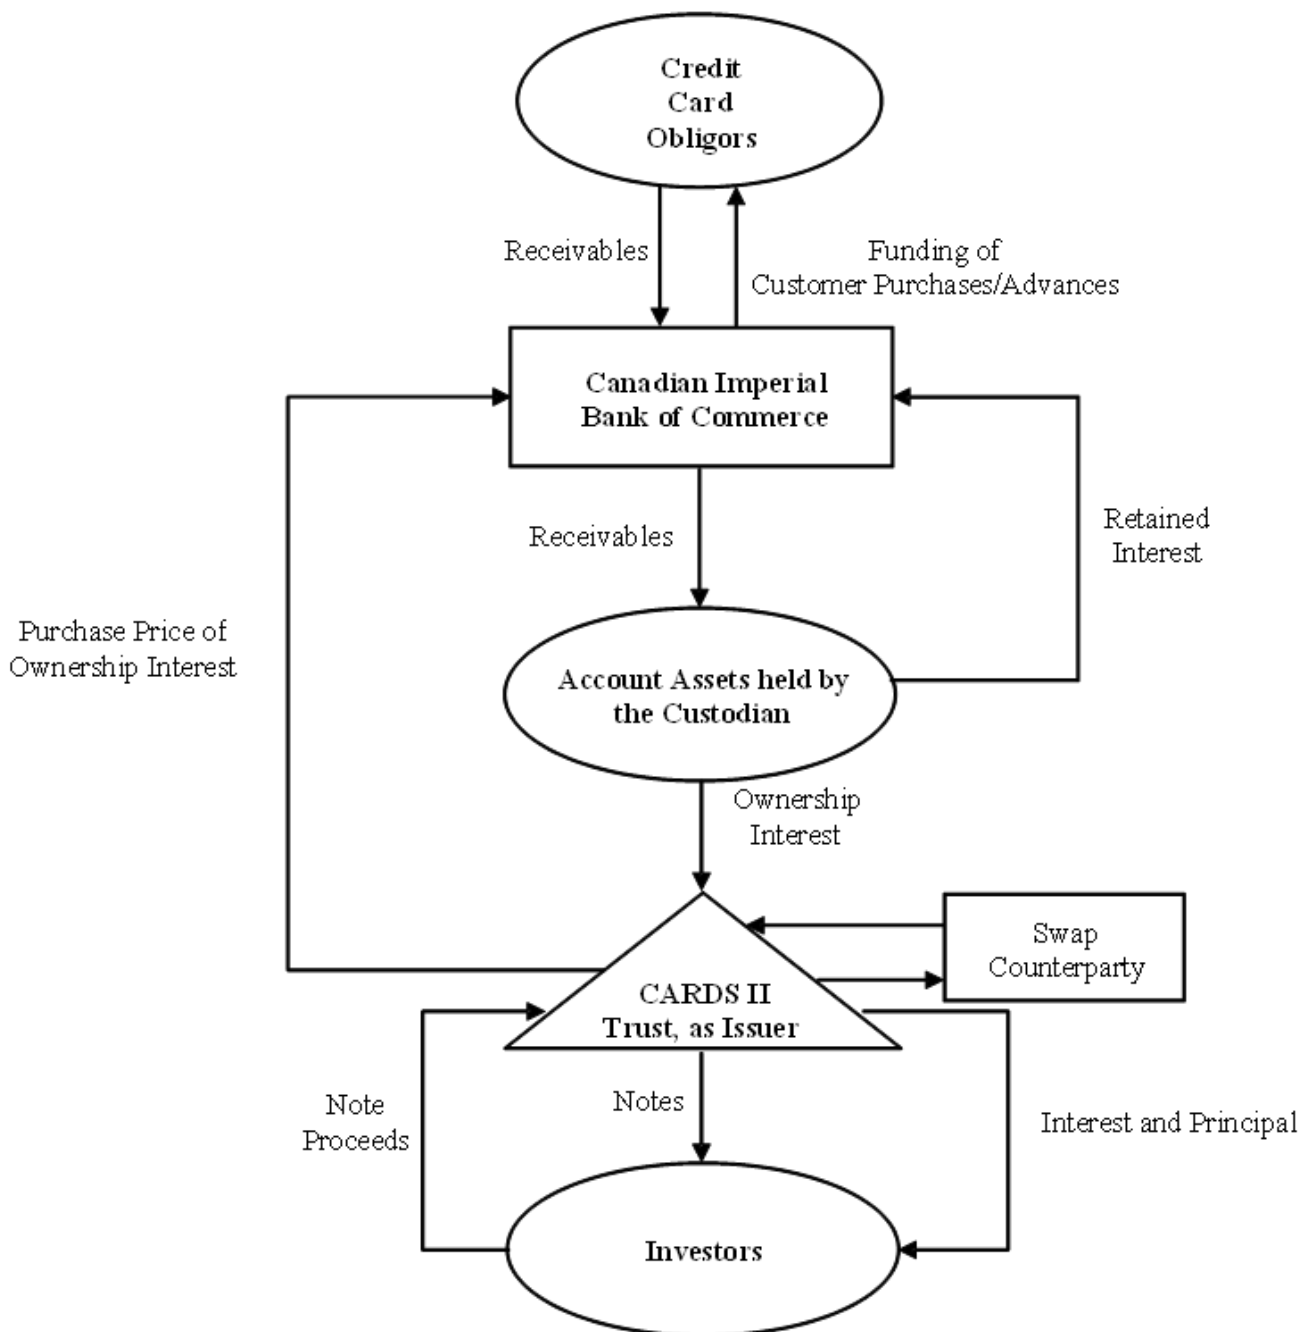 Credit
Card
Obligors
Receivables
Funding of
Customer Purchases/Advances
Canadian Imperial
Bank of Commerce
Receivables
Retained
Interest
Purchase Price of
Ownership Interest
Account Assets held by
the Custodian
Ownership
Interest
Swap
Counterparty
CARDS II
Trust, as Issuer
Note
Proceeds
Notes
Interest and Principal
Investors